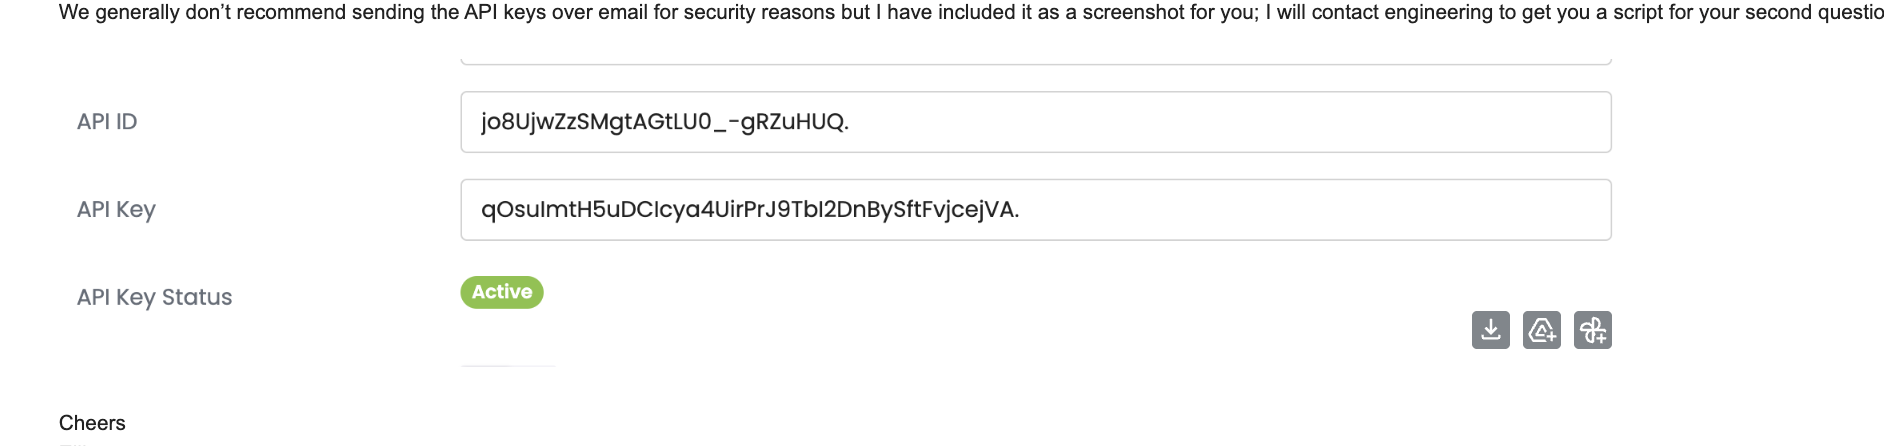 We generally don't recommend sending the API keys over email for security reasons but I have included it as a screenshot for you; I will contact engineering to get you a script for your second questio
API ID
jo8UjwZzSMgtAGtLU0_-gRZuHUQ.
API Key
qOsuImtH5uDCIcya4UirPrJ9TbI2DnBySftFvjcejVA.
API Key Status
Active
Cheers